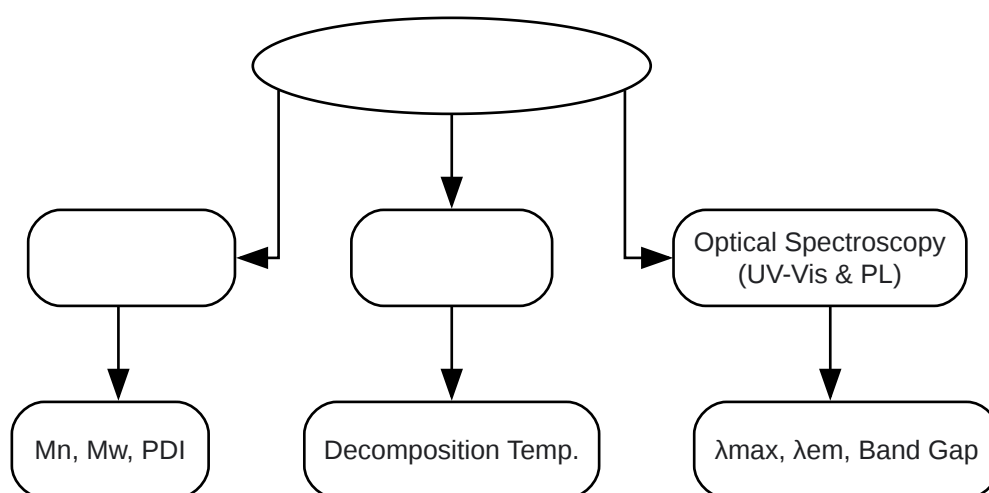 Optical Spectroscopy
(UV-Vis & PL)
Mn, Mw, PDI
Decomposition Temp.
λmax, λem, Band Gap